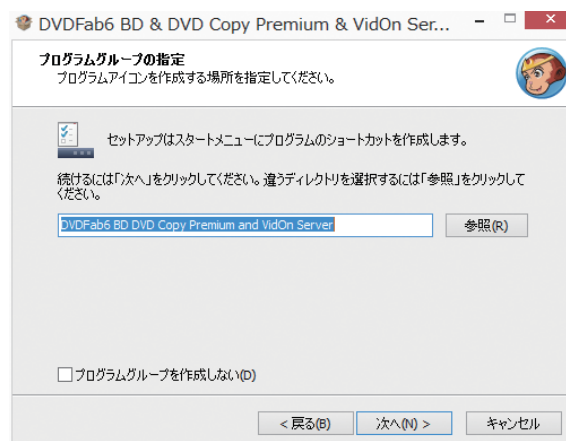 DVDFab6 BD & DVD Copy Premium & VidOn Ser...
プログラムグループの指定
プログラムアイコンを作成する場所を指定してください。
セットアップはスタートメニューにプログラムのショートカットを作成します。
続けるには「次へ」をクリックしてください。違うディレクトリを選択するには「参照」をクリックして
ください。
DVDFab6 BD DVD Copy Premium and VidOn Server
参照(R)
プログラムグループを作成しない(D)
< 戻る(B)
次へ(N) >
キャンセル